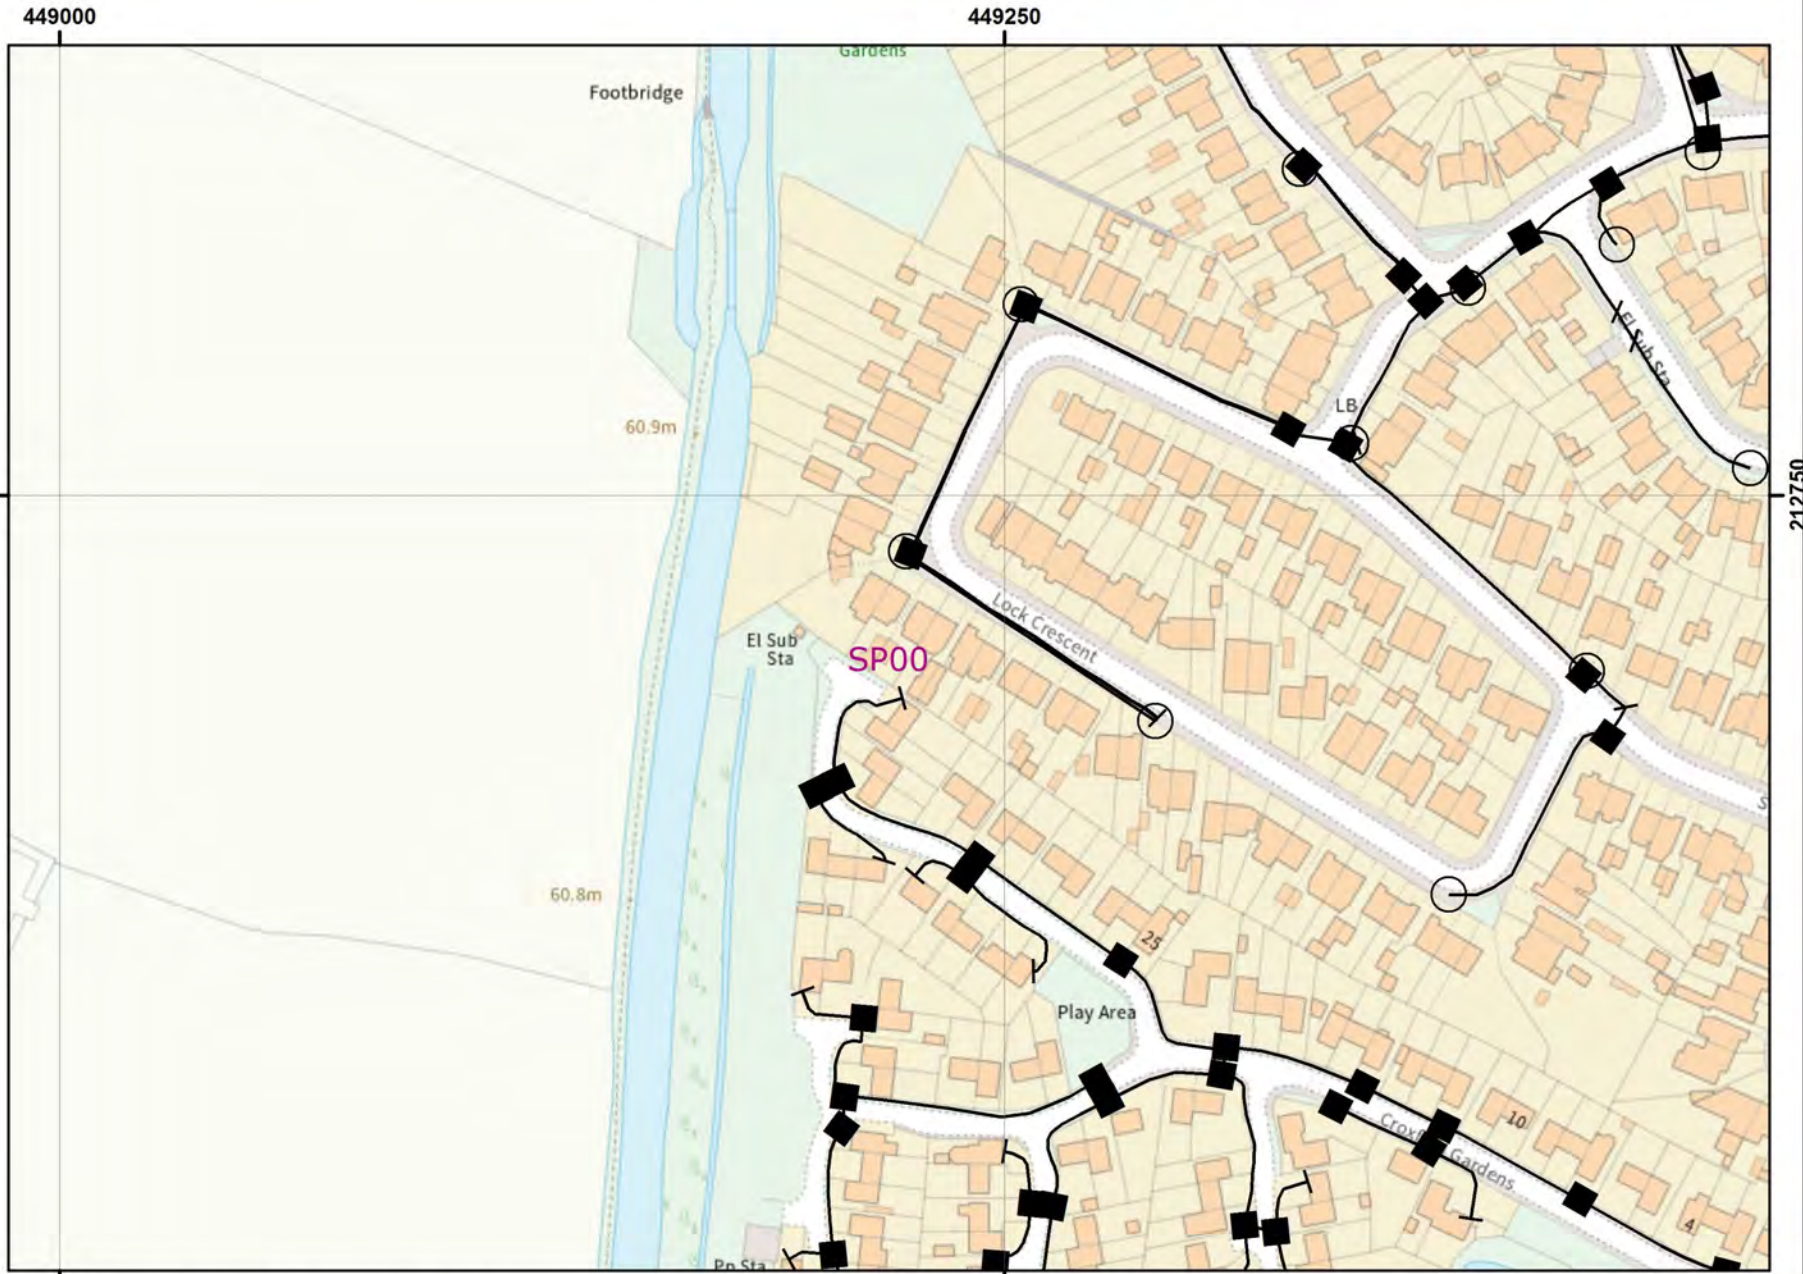 449000
449250
Gardens
Footbridge
El Sub Sta
LB
60.9m
212750
Lock Crescent
El Sub
Sta
SP00
S
60.8m
25
Play Area
10
Gardens
4
Pp Sta